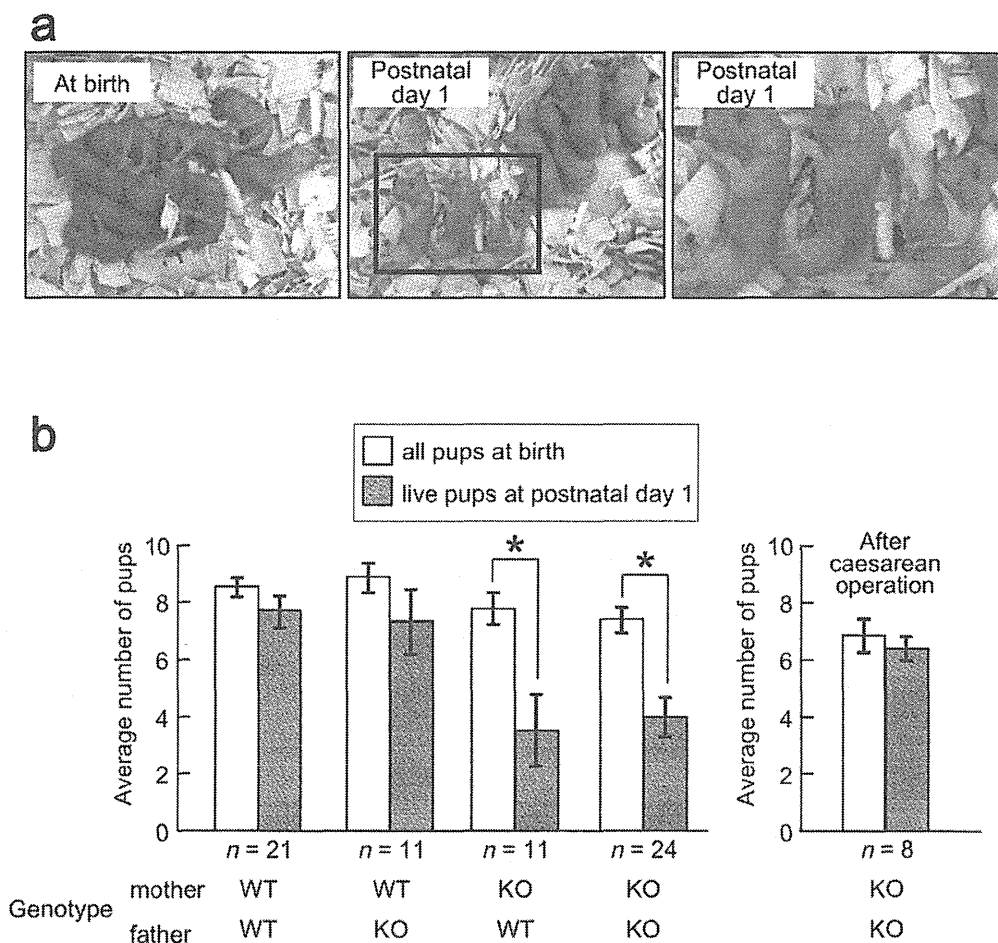 a
At birth
Postnatal day 1
Postnatal day 1
b
all pups at birth
live pups at postnatal day 1
Average number of pups
10
8
6
4
2
0
*
*
n = 21
n = 11
n = 11
n = 24
Average number of pups
10
8
6
4
2
0
After
caesarean
operation
n = 8
Genotype
mother WT WT KO KO KO
father WT KO WT KO KO